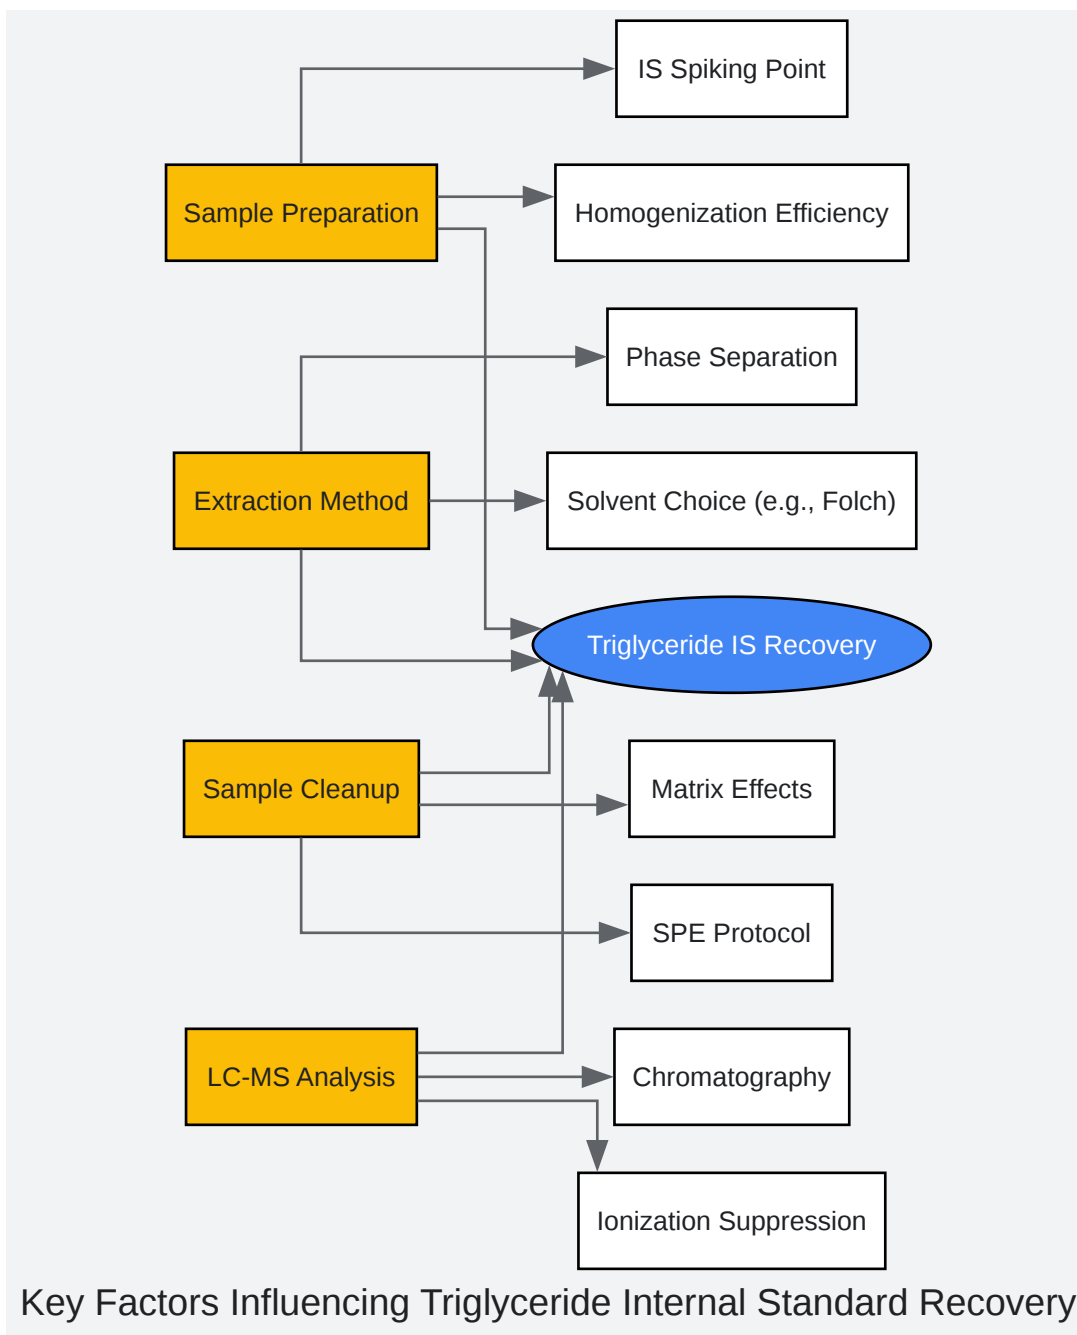 IS Spiking Point
Sample Preparation
Homogenization Efficiency
Phase Separation
Extraction Method
Solvent Choice (e.g., Folch)
Triglyceride IS Recovery
Sample Cleanup
Matrix Effects
SPE Protocol
LC-MS Analysis
Chromatography
Ionization Suppression
Key Factors Influencing Triglyceride Internal Standard Recovery